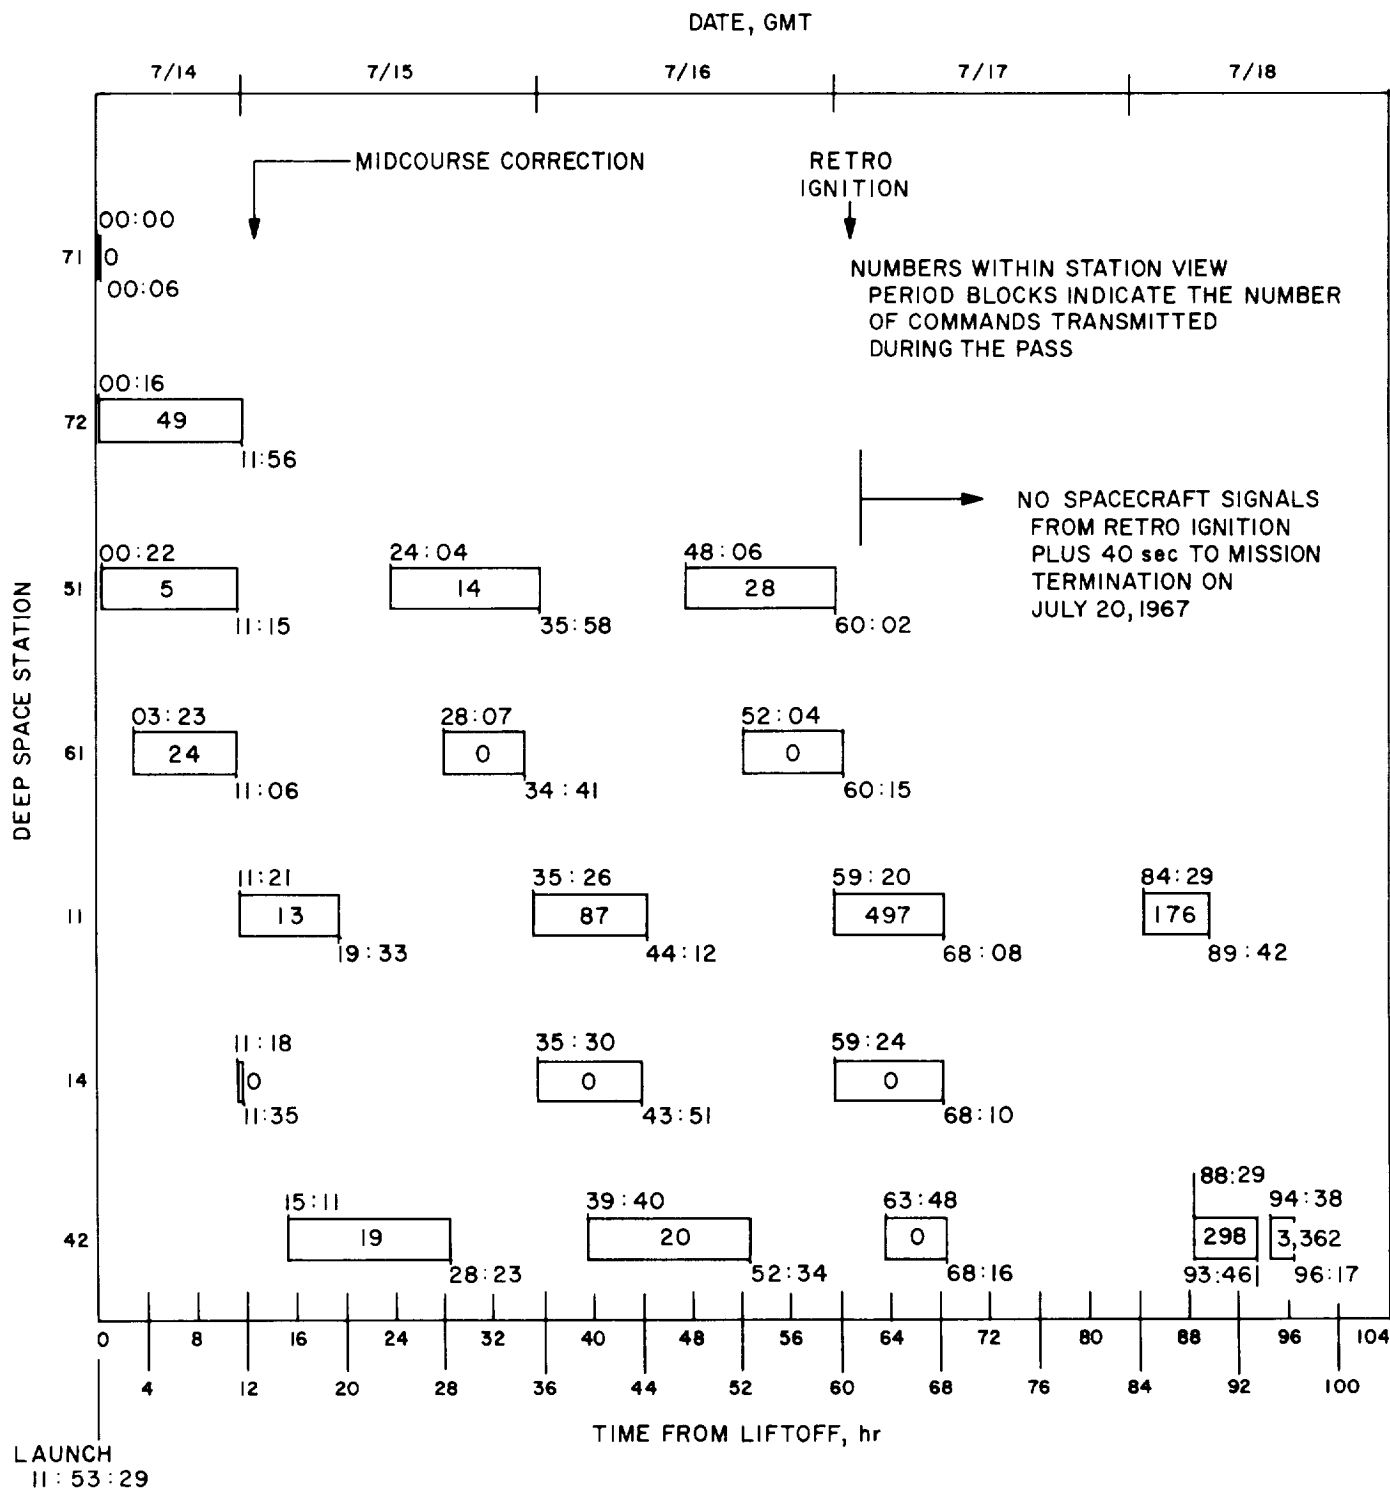 DATE, GMT
7/14 7/15 7/16 7/17 7/18
MIDCOURSE CORRECTION
RETRO
IGNITION
00:00
71 0
00:06
NUMBERS WITHIN STATION VIEW
PERIOD BLOCKS INDICATE THE NUMBER
OF COMMANDS TRANSMITTED
DURING THE PASS
00:16
72 49
11:56
NO SPACECRAFT SIGNALS
FROM RETRO IGNITION
PLUS 40 sec TO MISSION
TERMINATION ON
JULY 20, 1967
DEEP SPACE STATION
00:22 24:04 48:06
51 5 14 28
11:15 35:58 60:02
03:23 28:07 52:04
61 24 0 0
11:06 34:41 60:15
11:21 35:26 59:20 84:29
11 13 87 497 176
19:33 44:12 68:08 89:42
11:18 35:30 59:24
14 0 0 0
11:35 43:51 68:10
88:29
15:11 39:40 63:48 94:38
42 19 20 0 298 3,362
28:23 52:34 68:16 93:46 96:17
0 8 16 24 32 40 48 56 64 72 80 88 96 104
4 12 20 28 36 44 52 60 68 76 84 92 100
TIME FROM LIFTOFF, hr
LAUNCH
11:53:29